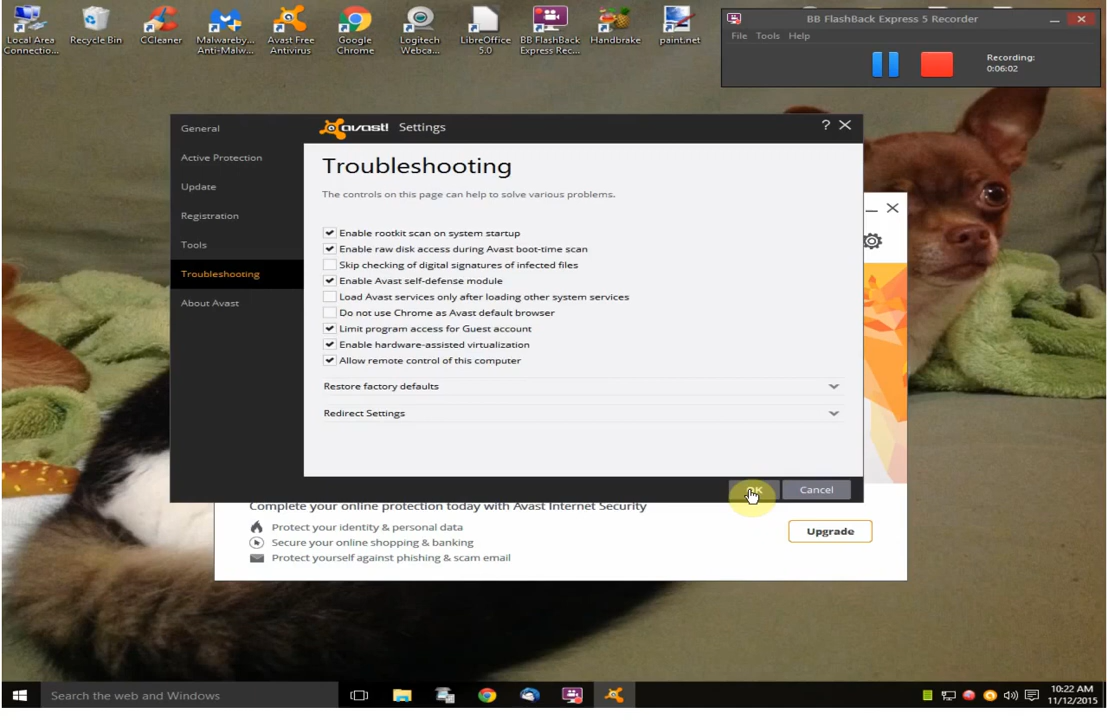 Local Area
Connectio...
Recycle Bin
CCleaner
Malwareby...
Anti-Malw...
Avast Free
Antivirus
Google
Chrome
Logitech
Webca...
LibreOffice
5.0
BB FlashBack
Express Rec...
Handbrake
paint.net
BB FlashBack Express 5 Recorder
File Tools Help
Recording:
0:06:02
General
Active Protection
Update
Registration
Tools
Troubleshooting
About Avast
avast! Settings
?
Troubleshooting
The controls on this page can help to solve various problems.
Enable rootkit scan on system startup
Enable raw disk access during Avast boot-time scan
Skip checking of digital signatures of infected files
Enable Avast self-defense module
Load Avast services only after loading other system services
Do not use Chrome as Avast default browser
Limit program access for Guest account
Enable hardware-assisted virtualization
Allow remote control of this computer
Restore factory defaults
Redirect Settings
OK Cancel
Complete your online protection today with Avast Internet Security
Protect your identity & personal data
Secure your online shopping & banking
Protect yourself against phishing & scam email
Upgrade
Search the web and Windows
10:22 AM
11/12/2015